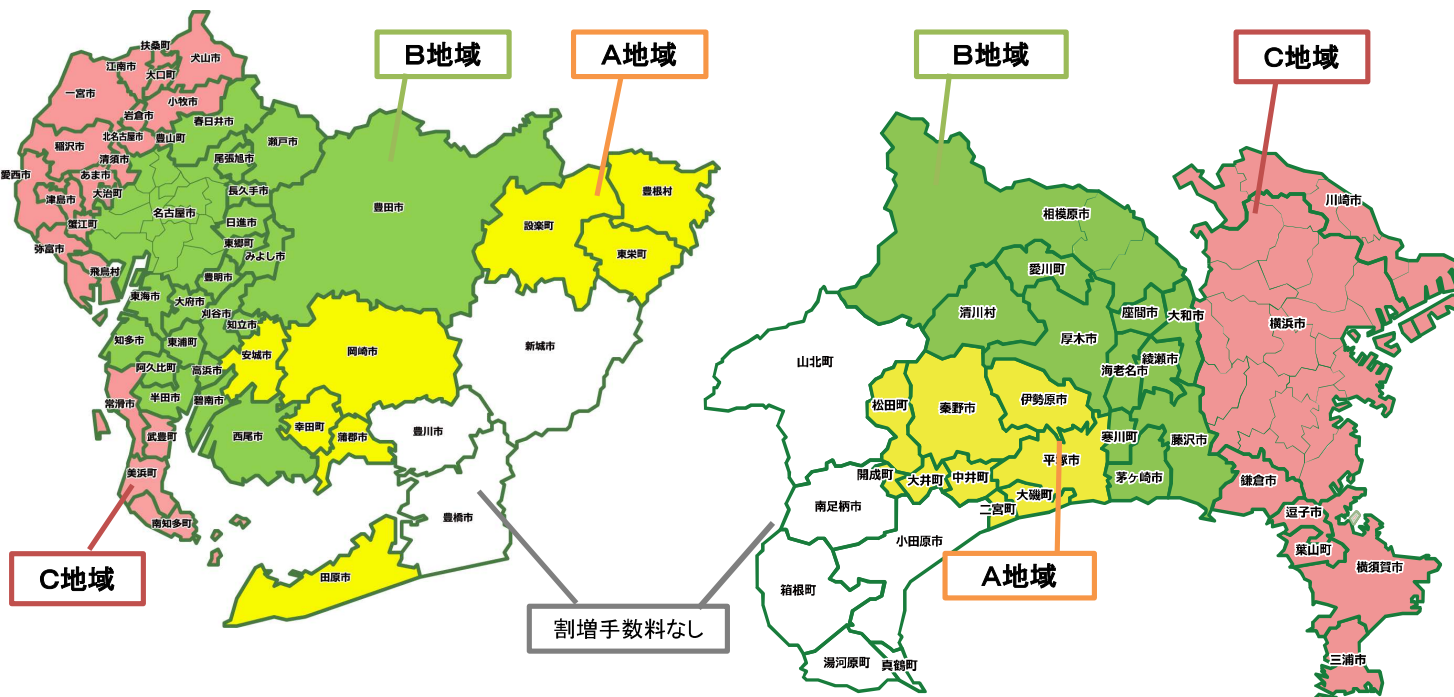 B地域
A地域
扶桑町
犬山市
江南市
大口町
一宮市
小牧市
岩倉市
春日井市
北名古屋市
豊山町
稲沢市
瀬戸市
清須市
尾張旭市
愛西市
あま市
大治町
長久手市
津島市
名古屋市
豊田市
豊根村
設楽町
蟹江町
日進市
東郷町
弥富市
みよし市
東栄町
飛島村
豊明市
東海市
大府市
刈谷市
知立市
知多市
東浦町
安城市
岡崎市
新城市
阿久比町
高浜市
半田市
碧南市
常滑市
西尾市
幸田町
蒲郡市
豊川市
武豊町
美浜町
豊橋市
南知多町
田原市
C地域
割増手数料なし
B地域
C地域
川崎市
相模原市
愛川町
清川村
座間市
大和市
横浜市
厚木市
山北町
綾瀬市
海老名市
松田町
秦野市
伊勢原市
寒川町
藤沢市
平塚市
開成町
大井町
中井町
茅ヶ崎市
鎌倉市
大磯町
二宮町
南足柄市
逗子市
小田原市
葉山町
横須賀市
A地域
箱根町
湯河原町
真鶴町
三浦市